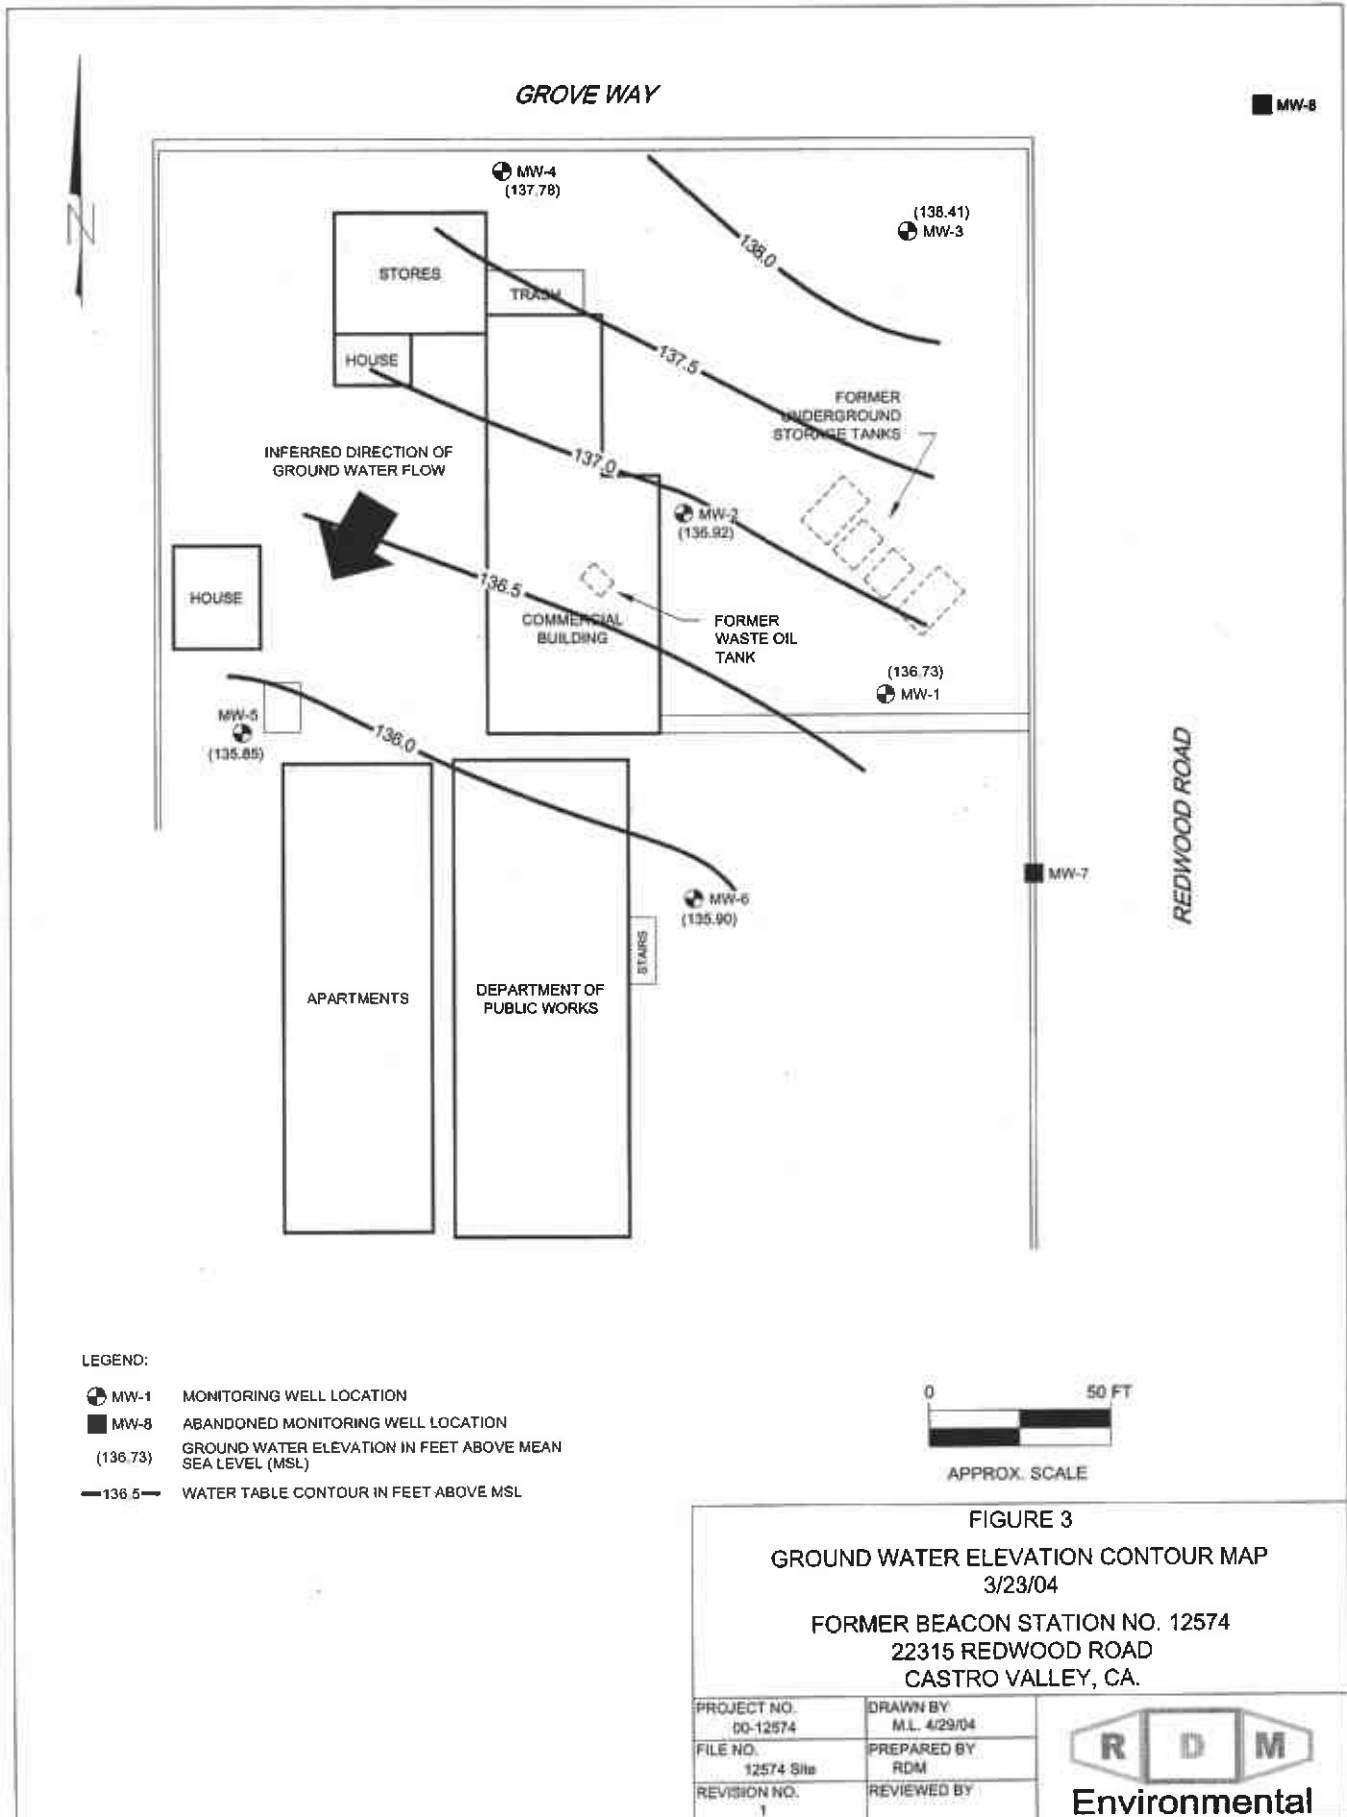 GROVE WAY
MW-8
N
MW-4
(137.78)
(138.41)
MW-3
138.0
STORES
TRASH
HOUSE
137.5
FORMER
UNDERGROUND
STORAGE TANKS
INFERRED DIRECTION OF
GROUND WATER FLOW
137.0
MW-2
(136.92)
136.5
HOUSE
COMMERCIAL
BUILDING
FORMER
WASTE OIL
TANK
(136.73)
MW-1
MW-5
(135.85)
136.0
REDWOOD ROAD
MW-7
MW-6
(135.90)
STAIRS
APARTMENTS
DEPARTMENT OF
PUBLIC WORKS
LEGEND:
MW-1 MONITORING WELL LOCATION
MW-8 ABANDONED MONITORING WELL LOCATION
(136.73) GROUND WATER ELEVATION IN FEET ABOVE MEAN
SEA LEVEL (MSL)
136.5 WATER TABLE CONTOUR IN FEET ABOVE MSL
0 50 FT
APPROX. SCALE
FIGURE 3
GROUND WATER ELEVATION CONTOUR MAP
3/23/04
FORMER BEACON STATION NO. 12574
22315 REDWOOD ROAD
CASTRO VALLEY, CA.
PROJECT NO.
00-12574
DRAWN BY
M.L. 4/29/04
FILE NO.
12574 Site
PREPARED BY
RDM
REVISION NO.
1
REVIEWED BY
R D M
Environmental